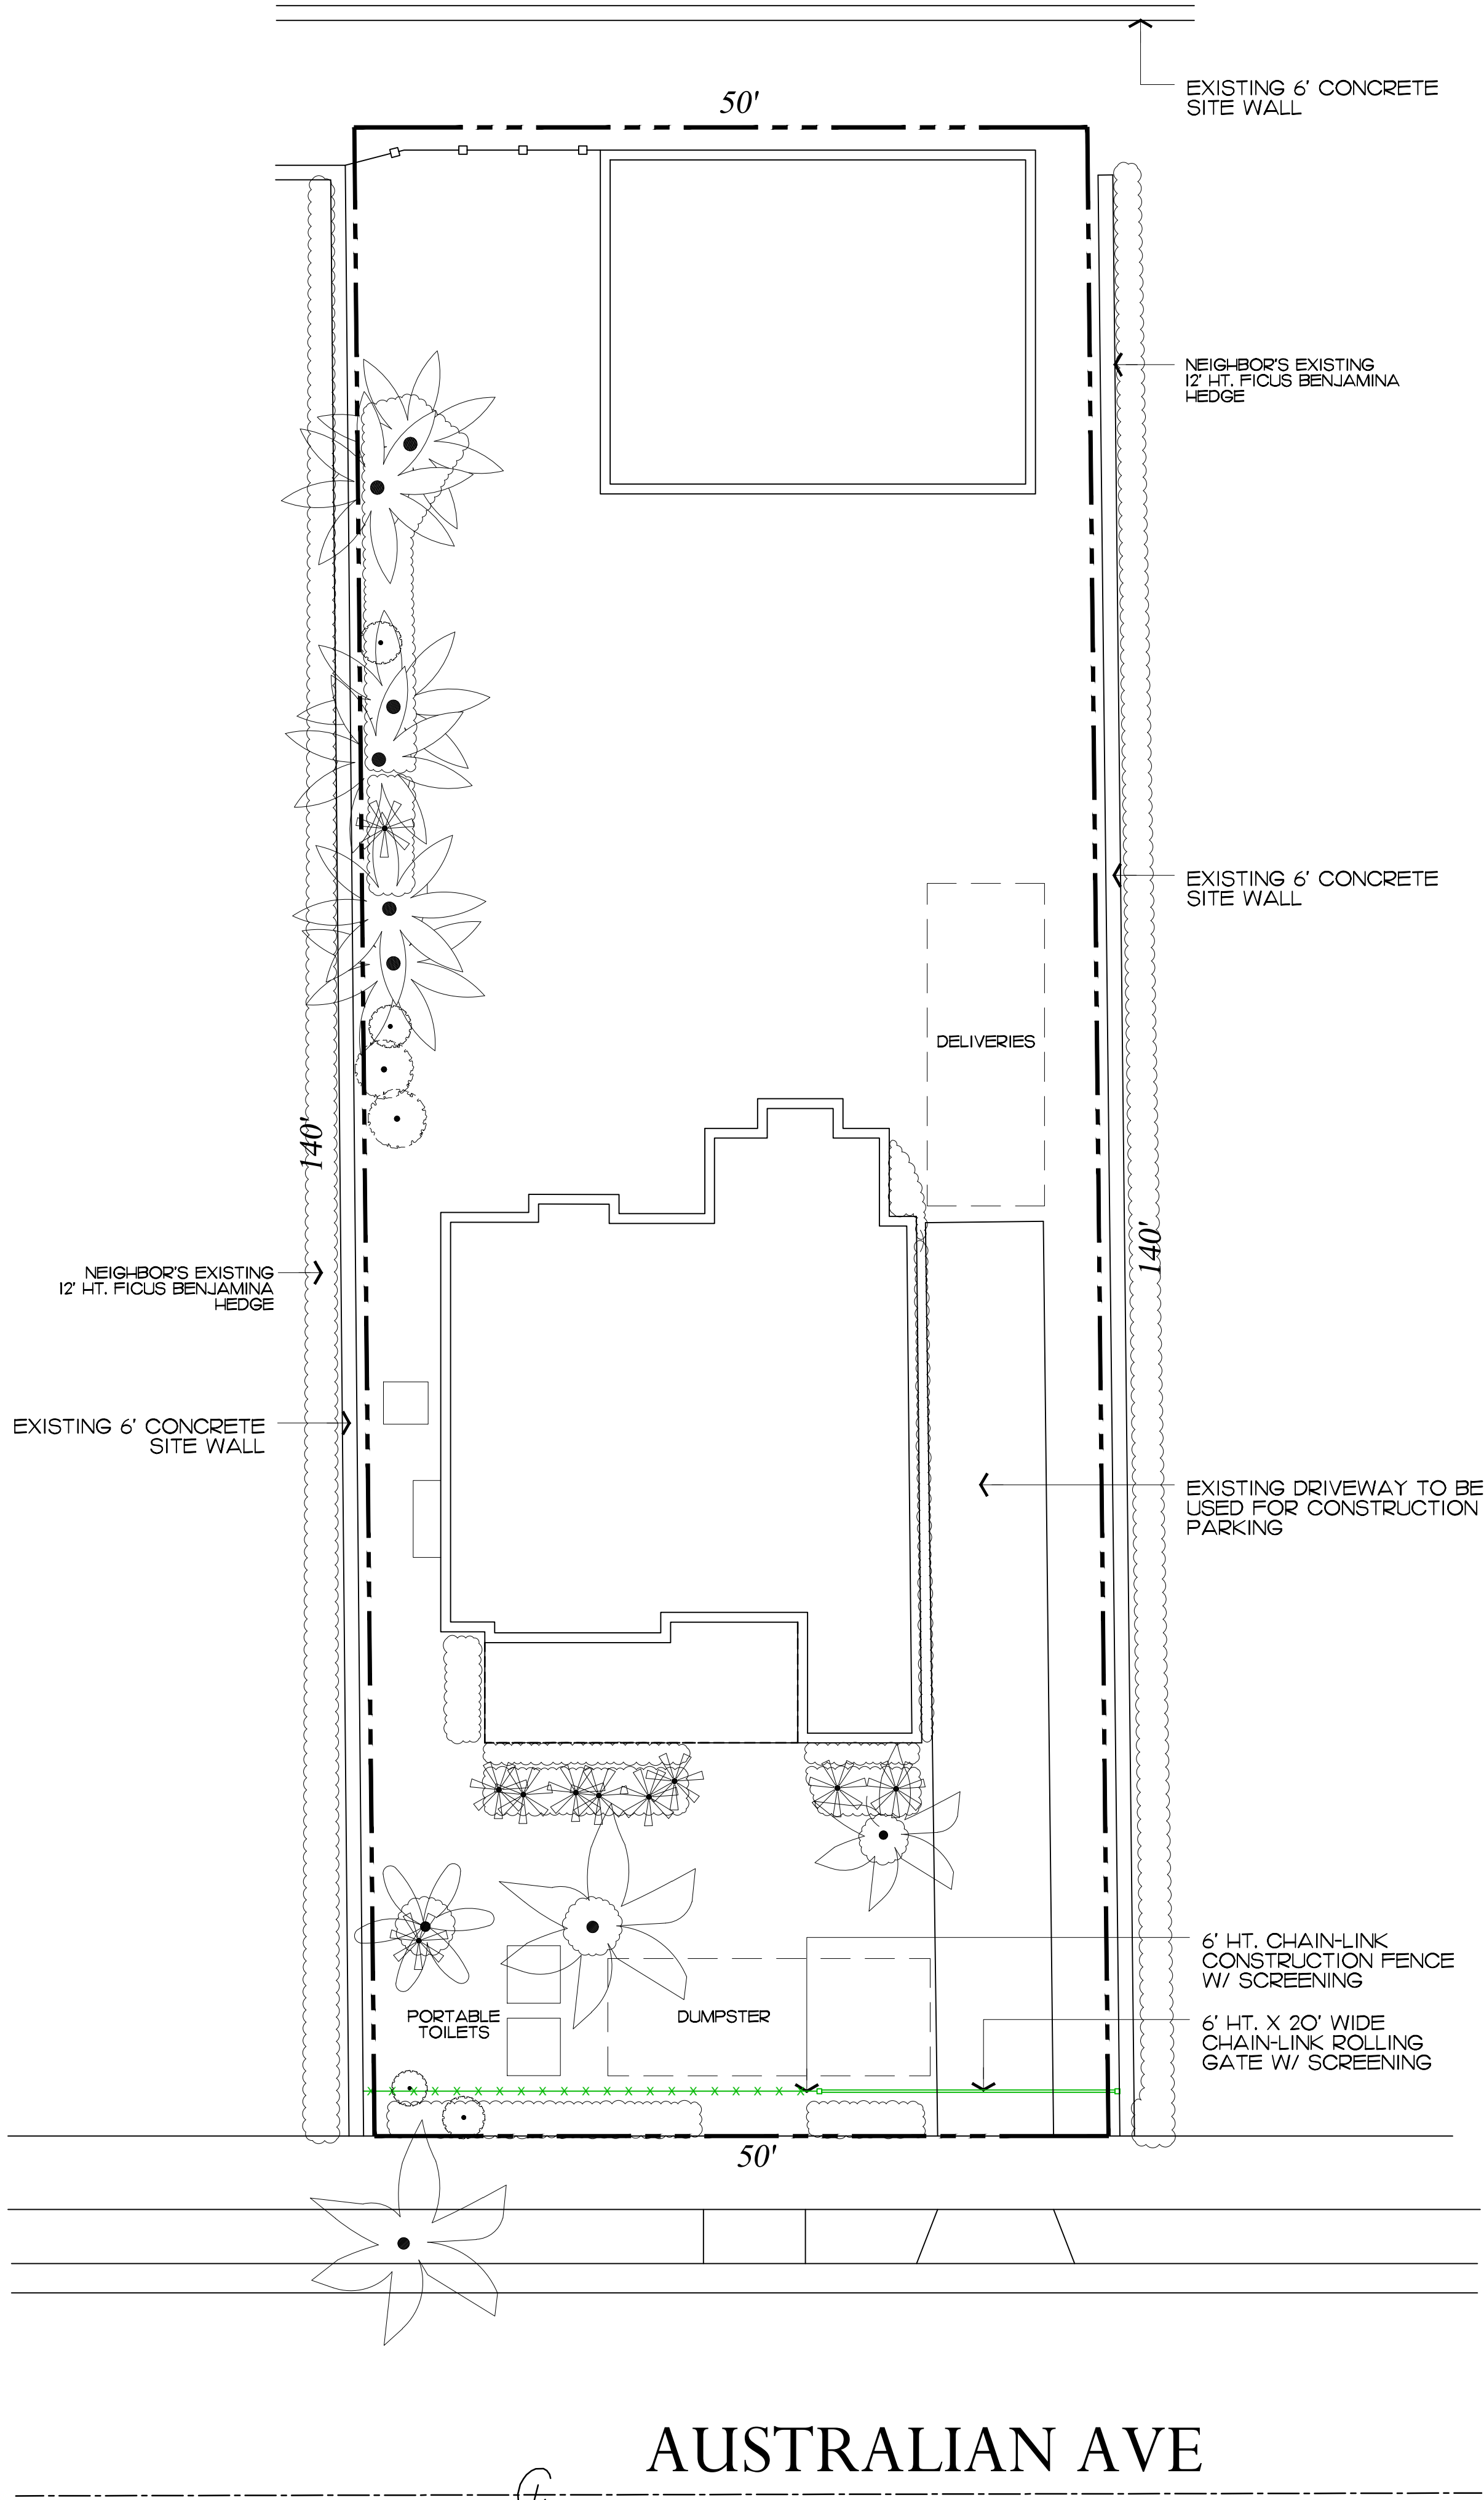 EXISTING 6' CONCRETE
SITE WALL
50'
NEIGHBOR'S EXISTING
12' HT. FICUS BENJAMINA
HEDGE
EXISTING 6' CONCRETE
SITE WALL
DELIVERIES
140'
140'
NEIGHBOR'S EXISTING
12' HT. FICUS BENJAMINA
HEDGE
EXISTING 6' CONCRETE
SITE WALL
EXISTING DRIVEWAY TO BE
USED FOR CONSTRUCTION
PARKING
6' HT. CHAIN-LINK
CONSTRUCTION FENCE
W/ SCREENING
PORTABLE
TOILETS
DUMPSTER
6' HT. X 20' WIDE
CHAIN-LINK ROLLING
GATE W/ SCREENING
50'
AUSTRALIAN AVE